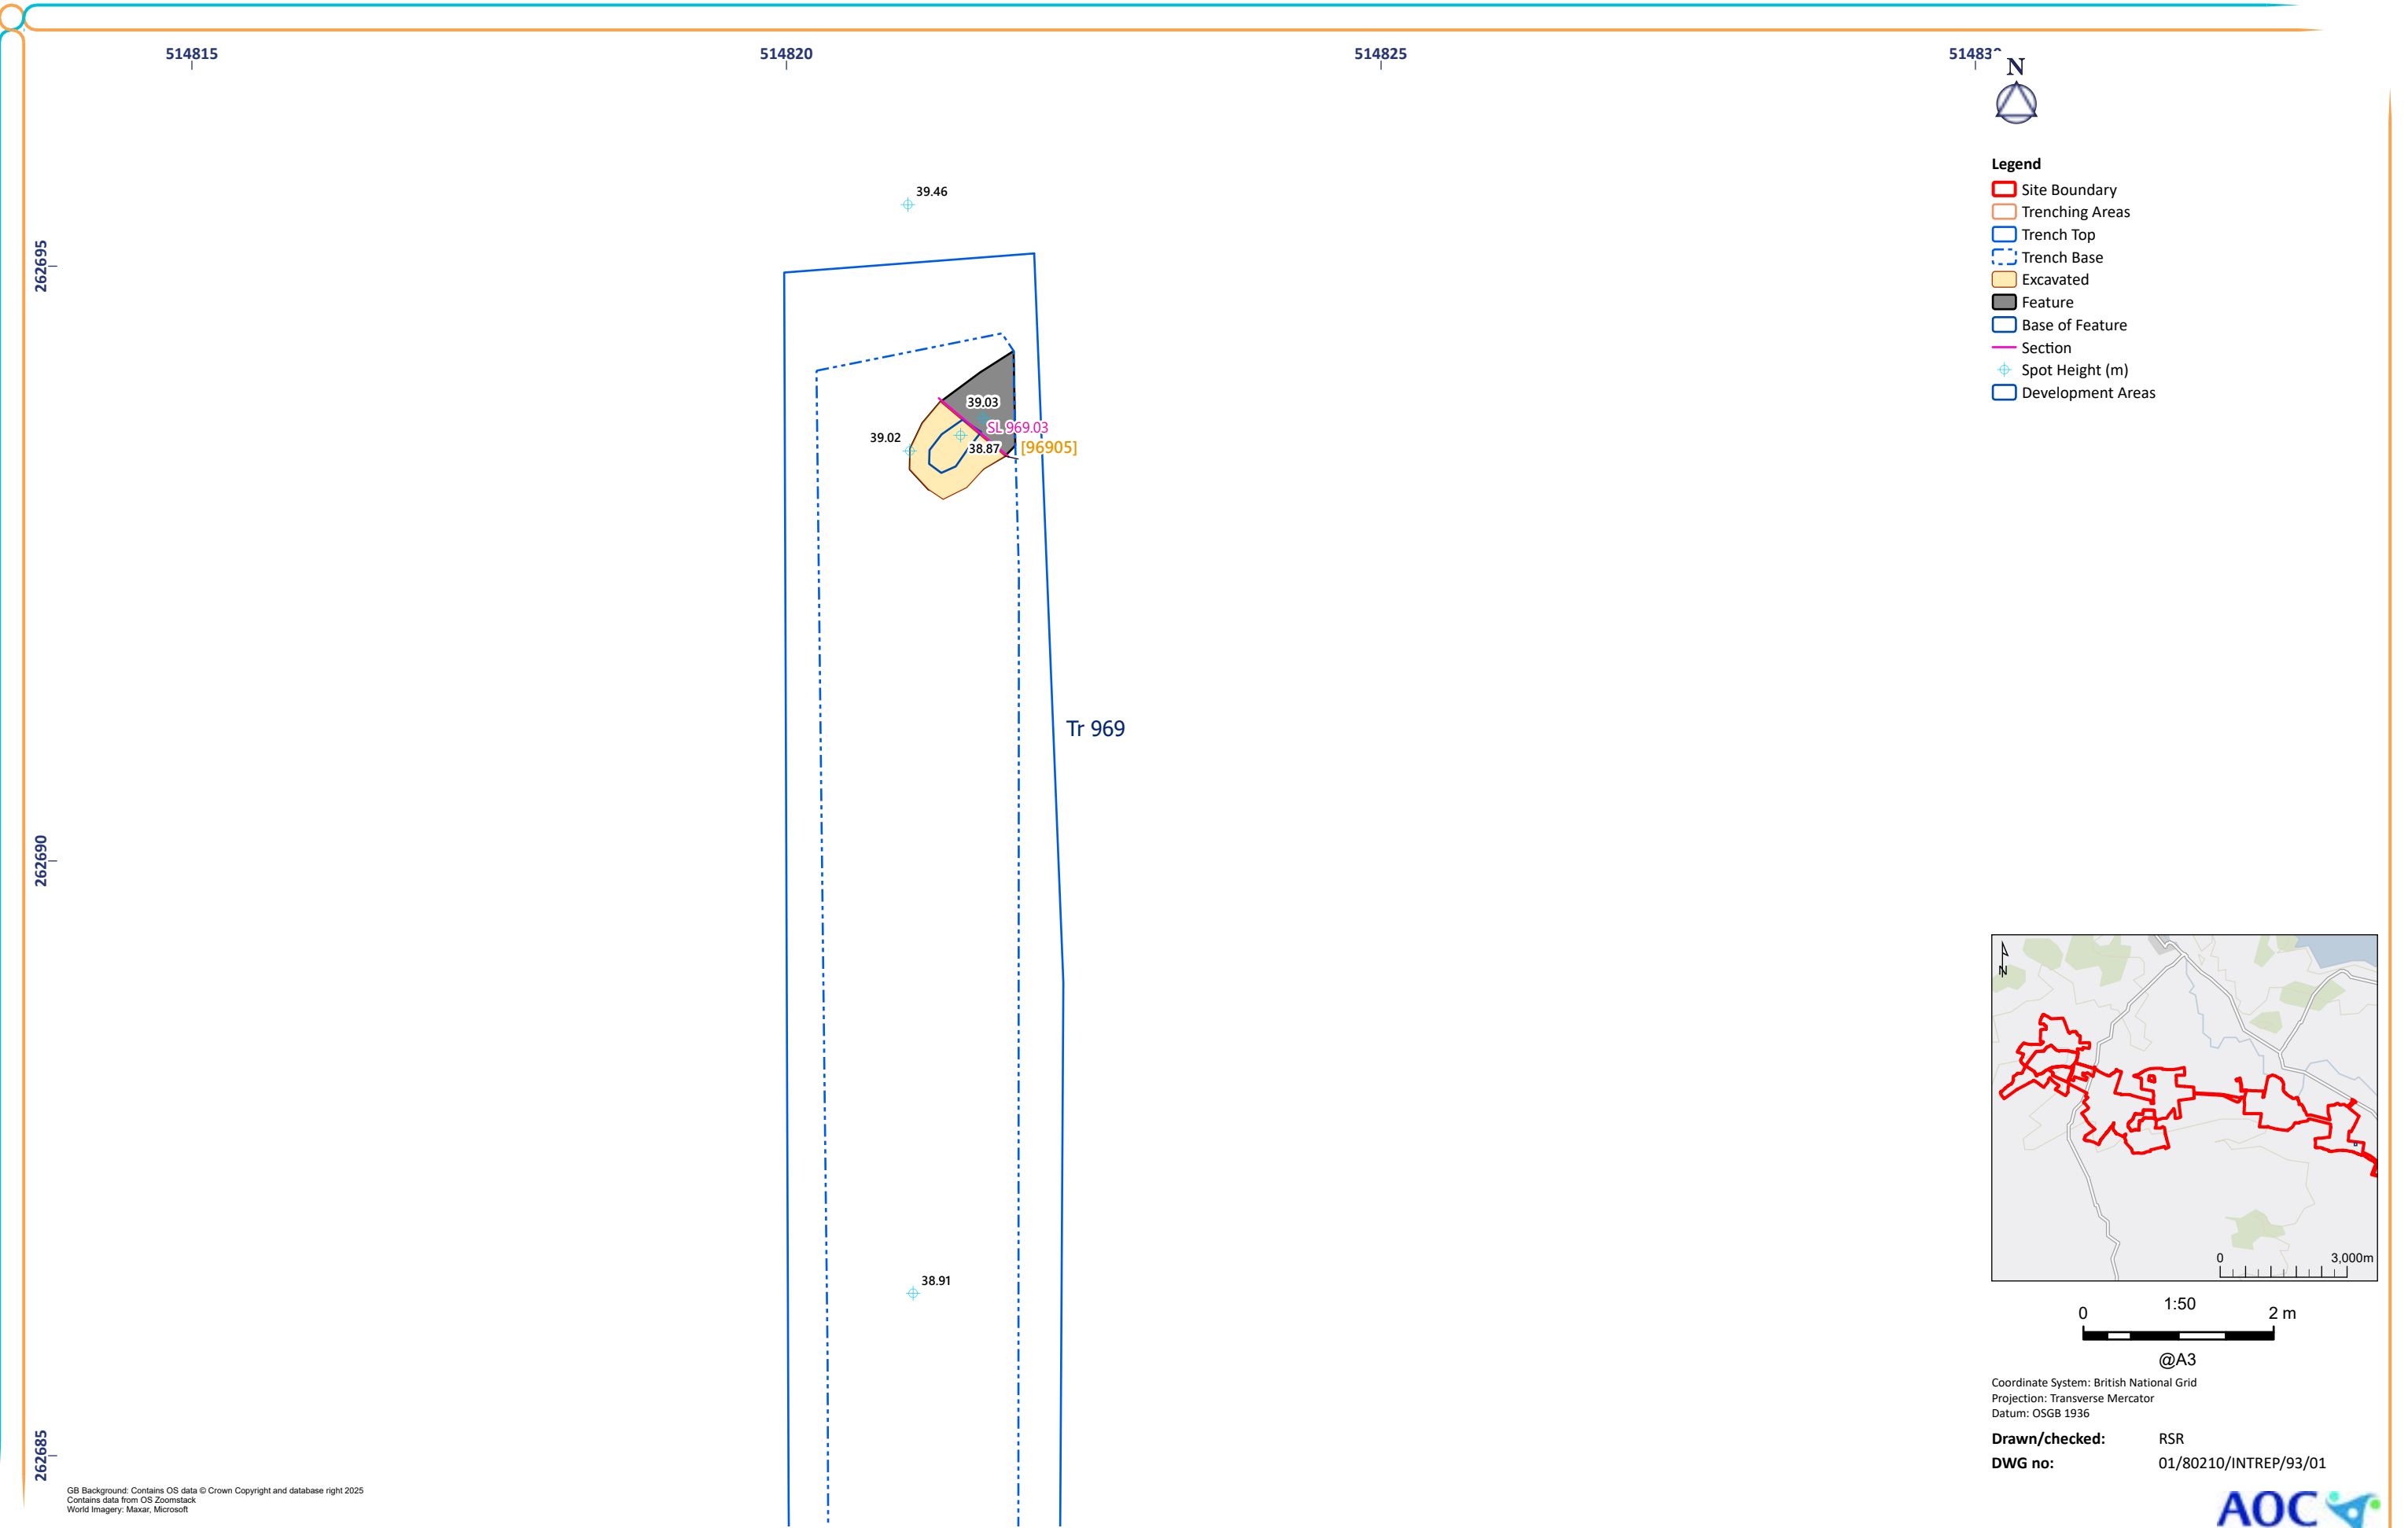 514815
514820
514825
N
Legend
Site Boundary
Trenching Areas
Trench Top
Trench Base
Excavated
Feature
Base of Feature
Section
Spot Height (m)
Development Areas
39.46
262695
39.03
SL 969.03
39.02
38.87
[96905]
Tr 969
262690
N
0 3,000m
38.91
1:50
0 2 m
@A3
Coordinate System: British National Grid
Projection: Transverse Mercator
Datum: OSGB 1936
Drawn/checked: RSR
DWG no: 01/80210/INTREP/93/01
262685
GB Background: Contains OS data © Crown Copyright and database right 2025
Contains data from OS Zoomstack
World Imagery: Maxar, Microsoft
AOC